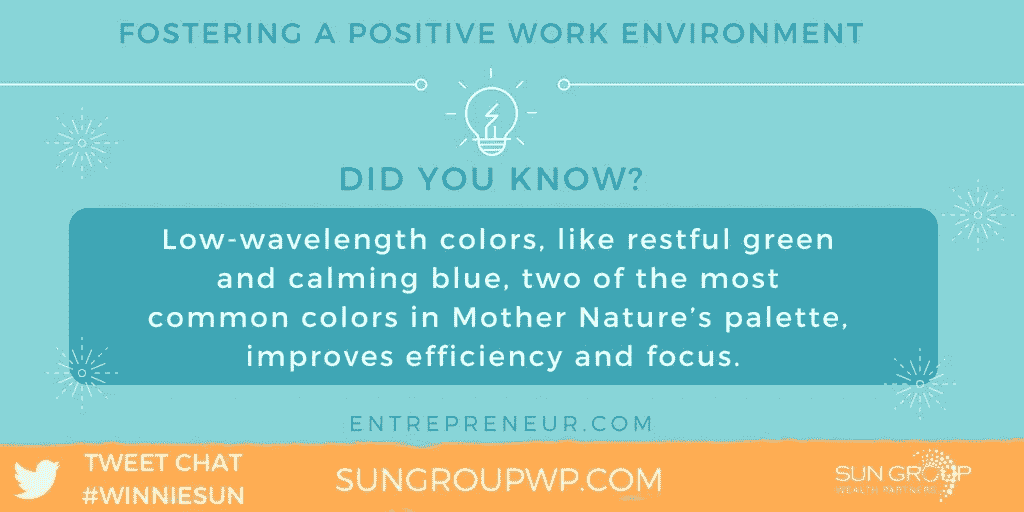 FOSTERING A POSITIVE WORK ENVIRONMENT
DID YOU KNOW?
Low-wavelength colors, like restful green
and calming blue, two of the most
common colors in Mother Nature’s palette,
improves efficiency and focus.
ENTREPRENEUR.COM
TWEET CHAT
#WINNIESUN
SUNGROUPWP.COM
SUN GROUP
WEALTH PARTNERS